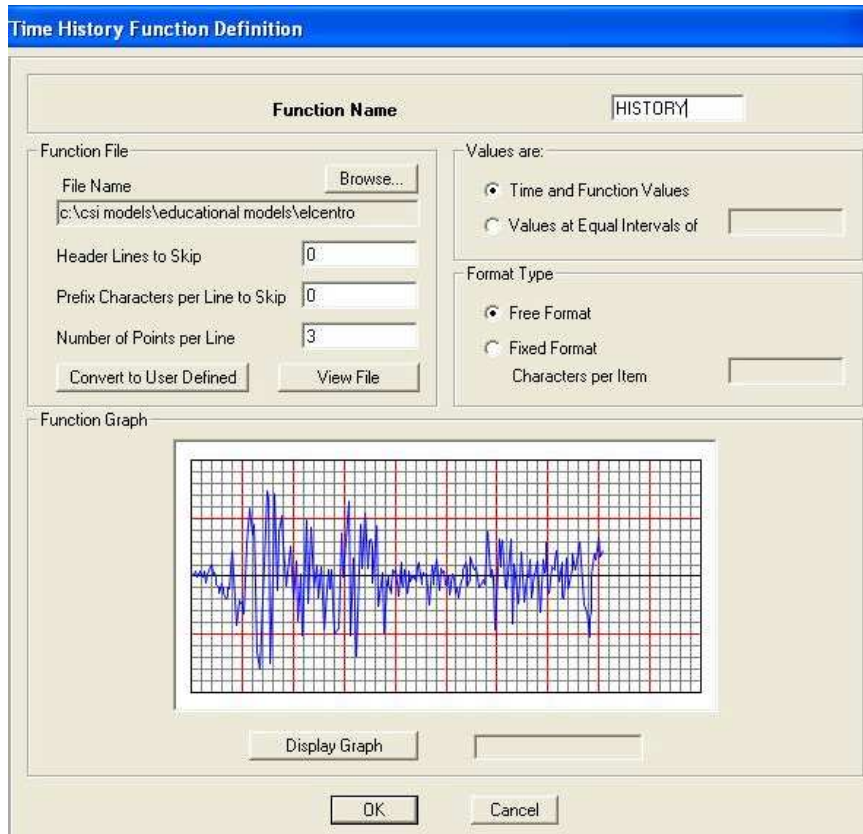 Time History Function Definition
Function Name
HISTORY
Function File
File Name
Browse...
c:\csi models\educational models\elcentro
Header Lines to Skip
0
Prefix Characters per Line to Skip
0
Number of Points per Line
3
Convert to User Defined
View File
Values are:
Time and Function Values
Values at Equal Intervals of
Format Type
Free Format
Fixed Format
Characters per Item
Function Graph
Display Graph
OK
Cancel